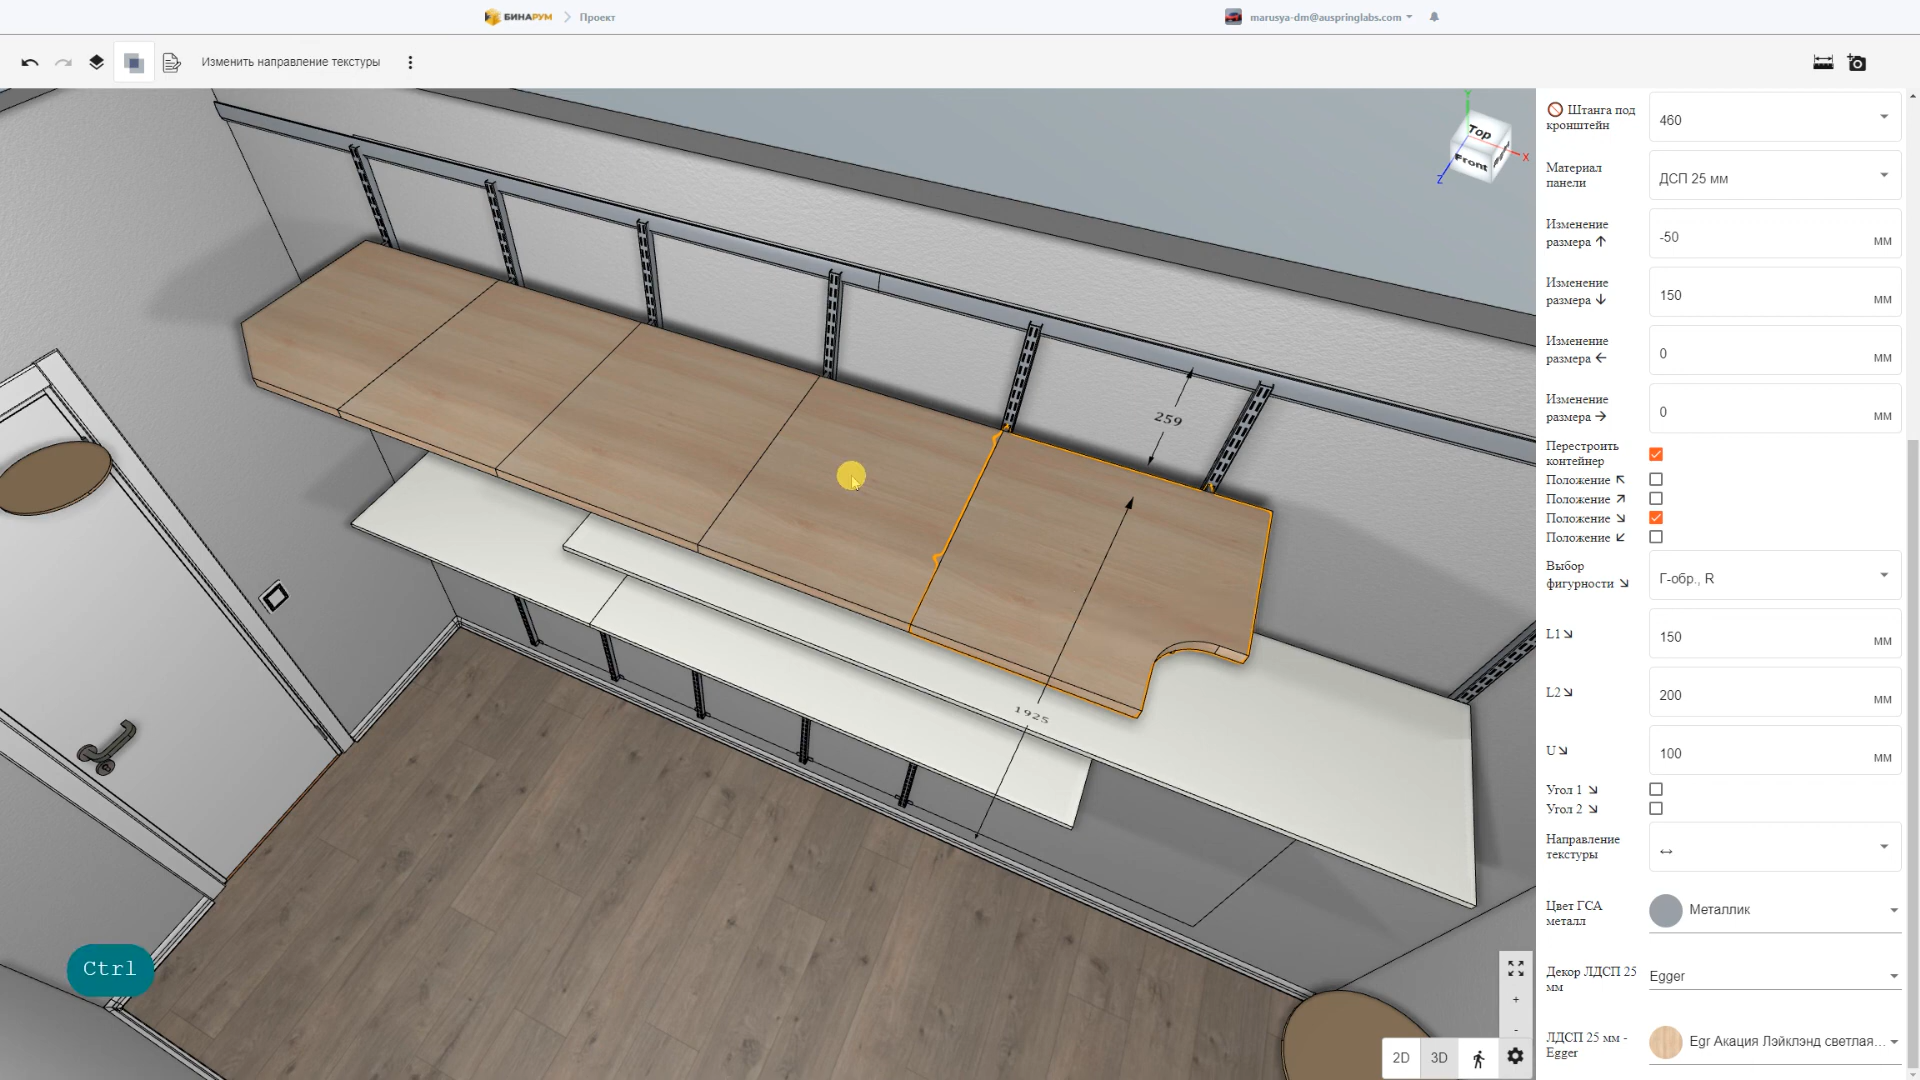 БИНАРУМ
Проект
marusya-dm@auspringlabs.com
Изменить направление текстуры
Top
Front
Y
X
Z
259
1925
Ctrl
Штанга под
кронштейн
460
Материал
панели
ДСП 25 мм
Изменение
размера ↑
-50
мм
Изменение
размера ↓
150
мм
Изменение
размера ←
0
мм
Изменение
размера →
0
мм
Перестроить
контейнер
Положение ↖
Положение ↗
Положение ↘
Положение ↙
Выбор
фигурности ↘
Г-обр., R
L1↘
150
мм
L2↘
200
мм
U↘
100
мм
Угол 1 ↘
Угол 2 ↘
Направление
текстуры
↔
Цвет ГСА
металл
Металлик
Декор ЛДСП 25
мм
Egger
ЛДСП 25 мм -
Egger
Egr Акация Лэйклэнд светлая...
+
-
2D
3D